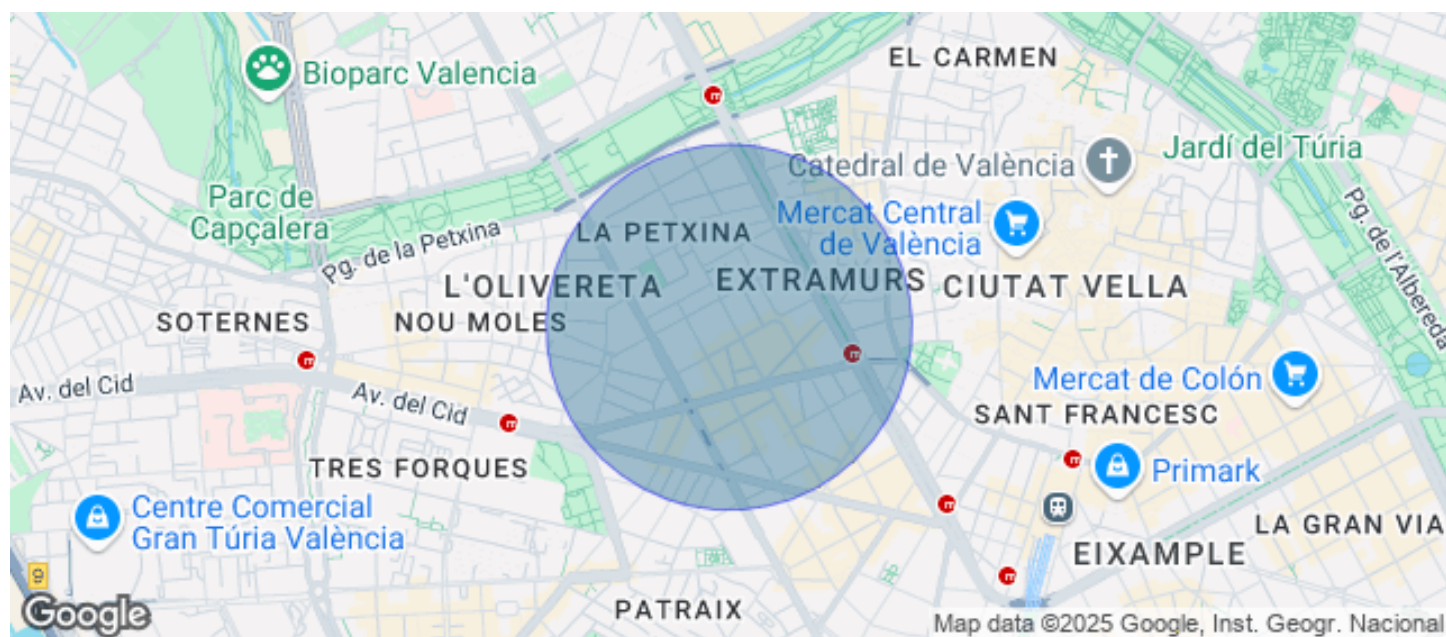 EL CARMEN
Bioparc Valencia
Catedral de València
Jardí del Túria
Parc de
Capçalera
Mercat Central
de València
Pg. de la Petxina
LA PETXINA
Pg. de l'Albereda
L'OLIVERETA
EXTRAMURS
CIUTAT VELLA
SOTERNES
NOU MOLES
Av. del Cid
Av. del Cid
Mercat de Colón
SANT FRANCESC
TRES FORQUES
Primark
Centre Comercial
Gran Túria València
LA GRAN VIA
EIXAMPLE
PATRAIX
Google
Map data ©2025 Google, Inst. Geogr. Nacional